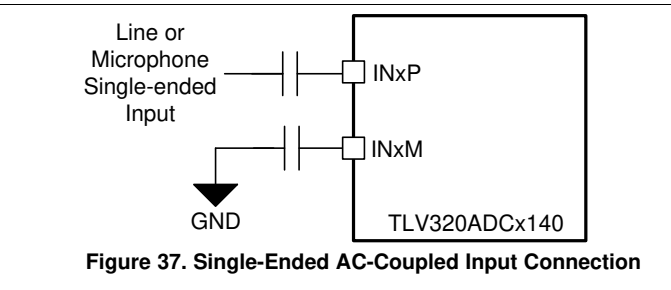 Line or
Microphone
Single-ended
Input
INxP
INxM
GND
TLV320ADCx140
Figure 37. Single-Ended AC-Coupled Input Connection